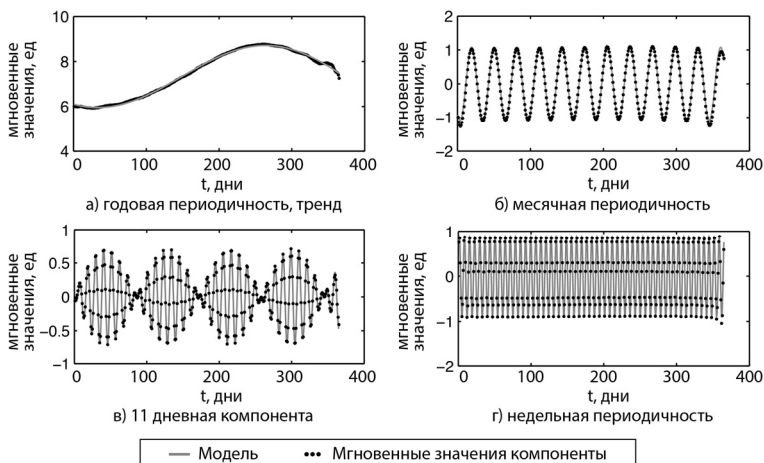 мгновенные
значения, ед
10
8
6
4
0 100 200 300 400
t, дни
а) годовая периодичность, тренд
мгновенные
значения, ед
2
1
0
−1
−2
0 100 200 300 400
t, дни
б) месячная периодичность
мгновенные
значения, ед
1
0.5
0
−0.5
−1
0 100 200 300 400
t, дни
в) 11 дневная компонента
мгновенные
значения, ед
1
0
−1
−2
0 100 200 300 400
t, дни
г) недельная периодичность
Модель
Мгновенные значения компоненты